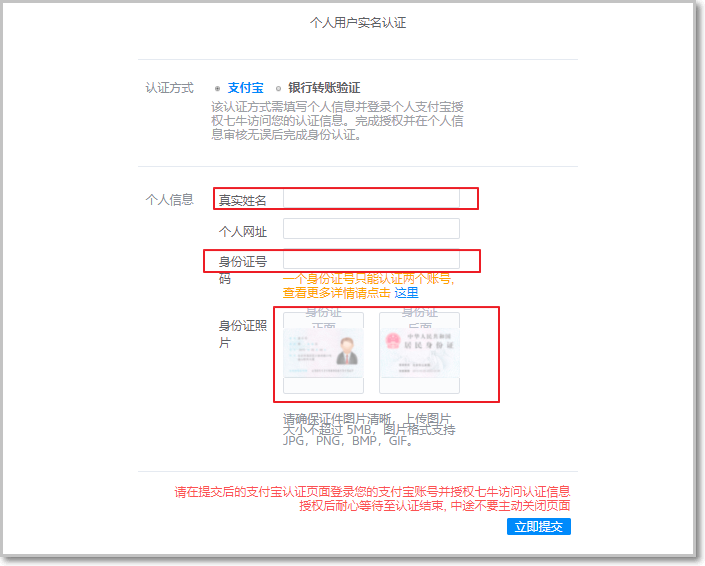 个人用户实名认证
认证方式 支付宝 银行转账验证
该认证方式需填写个人信息并登录个人支付宝授
权七牛访问您的认证信息。完成授权并在个人信
息审核无误后完成身份认证。
个人信息 真实姓名
个人网址
身份证号
码
一个身份证号只能认证两个账号,
查看更多详情请点击 这里
身份证照
片
身份证
正面
身份证
后面
中华人民共和国
居民身份证
请确保证件图片清晰，上传图片
大小不超过 5MB，图片格式支持
JPG，PNG，BMP，GIF。
请在提交后的支付宝认证页面登录您的支付宝账号并授权七牛访问认证信息
授权后耐心等待至认证结束, 中途不要主动关闭页面
立即提交